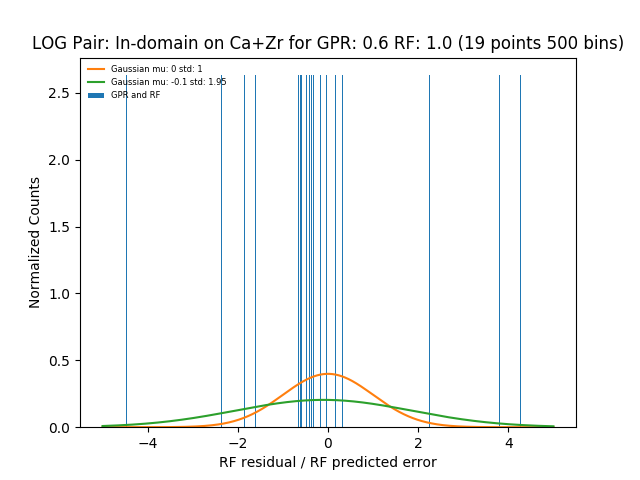 LOG Pair: In-domain on Ca+Zr for GPR: 0.6 RF: 1.0 (19 points 500 bins)
Gaussian mu: 0 std: 1
Gaussian mu: -0.1 std: 1.95
GPR and RF
2.5
2.0
1.5
1.0
0.5
0.0
Normalized Counts
−4
−2
0
2
4
RF residual / RF predicted error